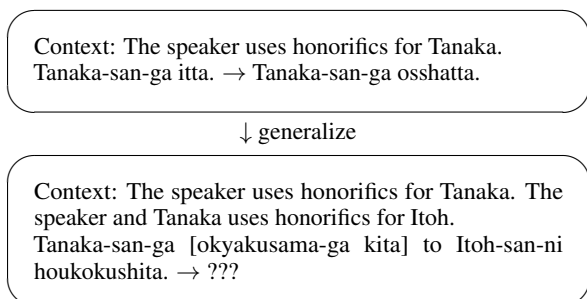 Context: The speaker uses honorifics for Tanaka.
Tanaka-san-ga itta. → Tanaka-san-ga osshatta.
↓ generalize
Context: The speaker uses honorifics for Tanaka. The
speaker and Tanaka uses honorifics for Itoh.
Tanaka-san-ga [okyakusama-ga kita] to Itoh-san-ni
houkokushita. → ???